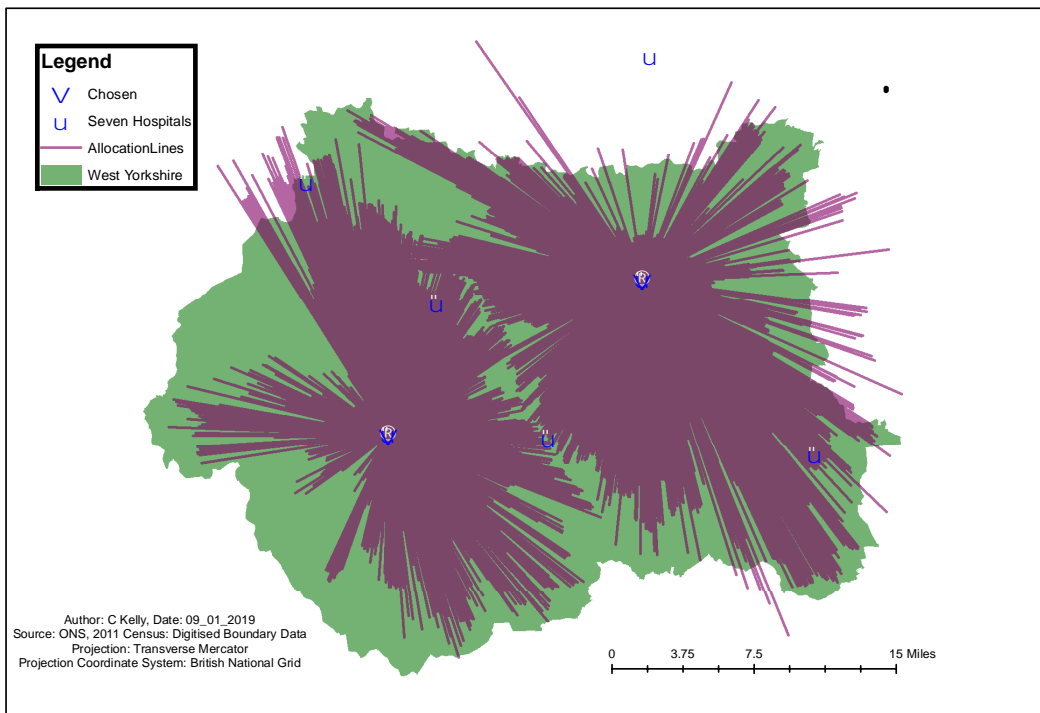 Legend
V Chosen
u Seven Hospitals
AllocationLines
West Yorkshire
u
u
R
ü
R
ü
ü
Author: C Kelly, Date: 09_01_2019
Source: ONS, 2011 Census: Digitised Boundary Data
Projection: Transverse Mercator
Projection Coordinate System: British National Grid
0 3.75 7.5 15 Miles